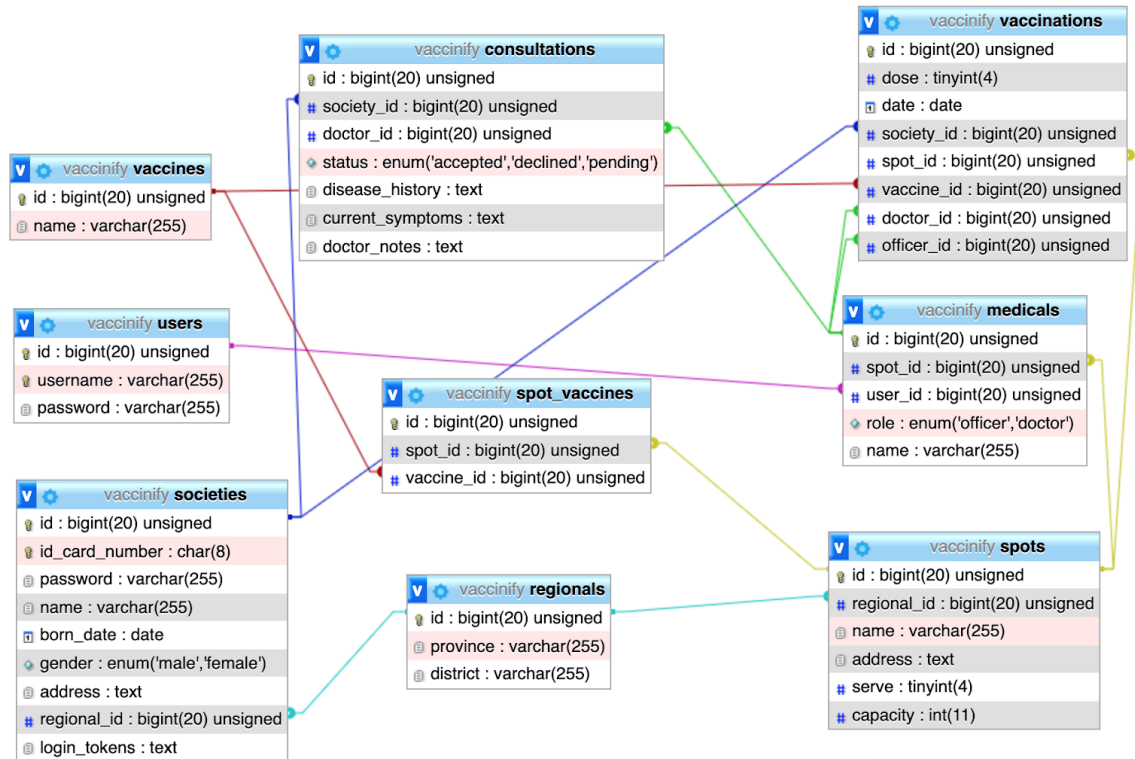 vaccinify consultations
id : bigint(20) unsigned
society_id : bigint(20) unsigned
doctor_id : bigint(20) unsigned
status : enum('accepted','declined','pending')
disease_history : text
current_symptoms : text
doctor_notes : text
vaccinify vaccinations
id : bigint(20) unsigned
dose : tinyint(4)
date : date
society_id : bigint(20) unsigned
spot_id : bigint(20) unsigned
vaccine_id : bigint(20) unsigned
doctor_id : bigint(20) unsigned
officer_id : bigint(20) unsigned
vaccinify vaccines
id : bigint(20) unsigned
name : varchar(255)
vaccinify users
id : bigint(20) unsigned
username : varchar(255)
password : varchar(255)
vaccinify medicals
id : bigint(20) unsigned
spot_id : bigint(20) unsigned
user_id : bigint(20) unsigned
role : enum('officer','doctor')
name : varchar(255)
vaccinify spot_vaccines
id : bigint(20) unsigned
spot_id : bigint(20) unsigned
vaccine_id : bigint(20) unsigned
vaccinify societies
id : bigint(20) unsigned
id_card_number : char(8)
password : varchar(255)
name : varchar(255)
born_date : date
gender : enum('male','female')
address : text
regional_id : bigint(20) unsigned
login_tokens : text
vaccinify regionals
id : bigint(20) unsigned
province : varchar(255)
district : varchar(255)
vaccinify spots
id : bigint(20) unsigned
regional_id : bigint(20) unsigned
name : varchar(255)
address : text
serve : tinyint(4)
capacity : int(11)